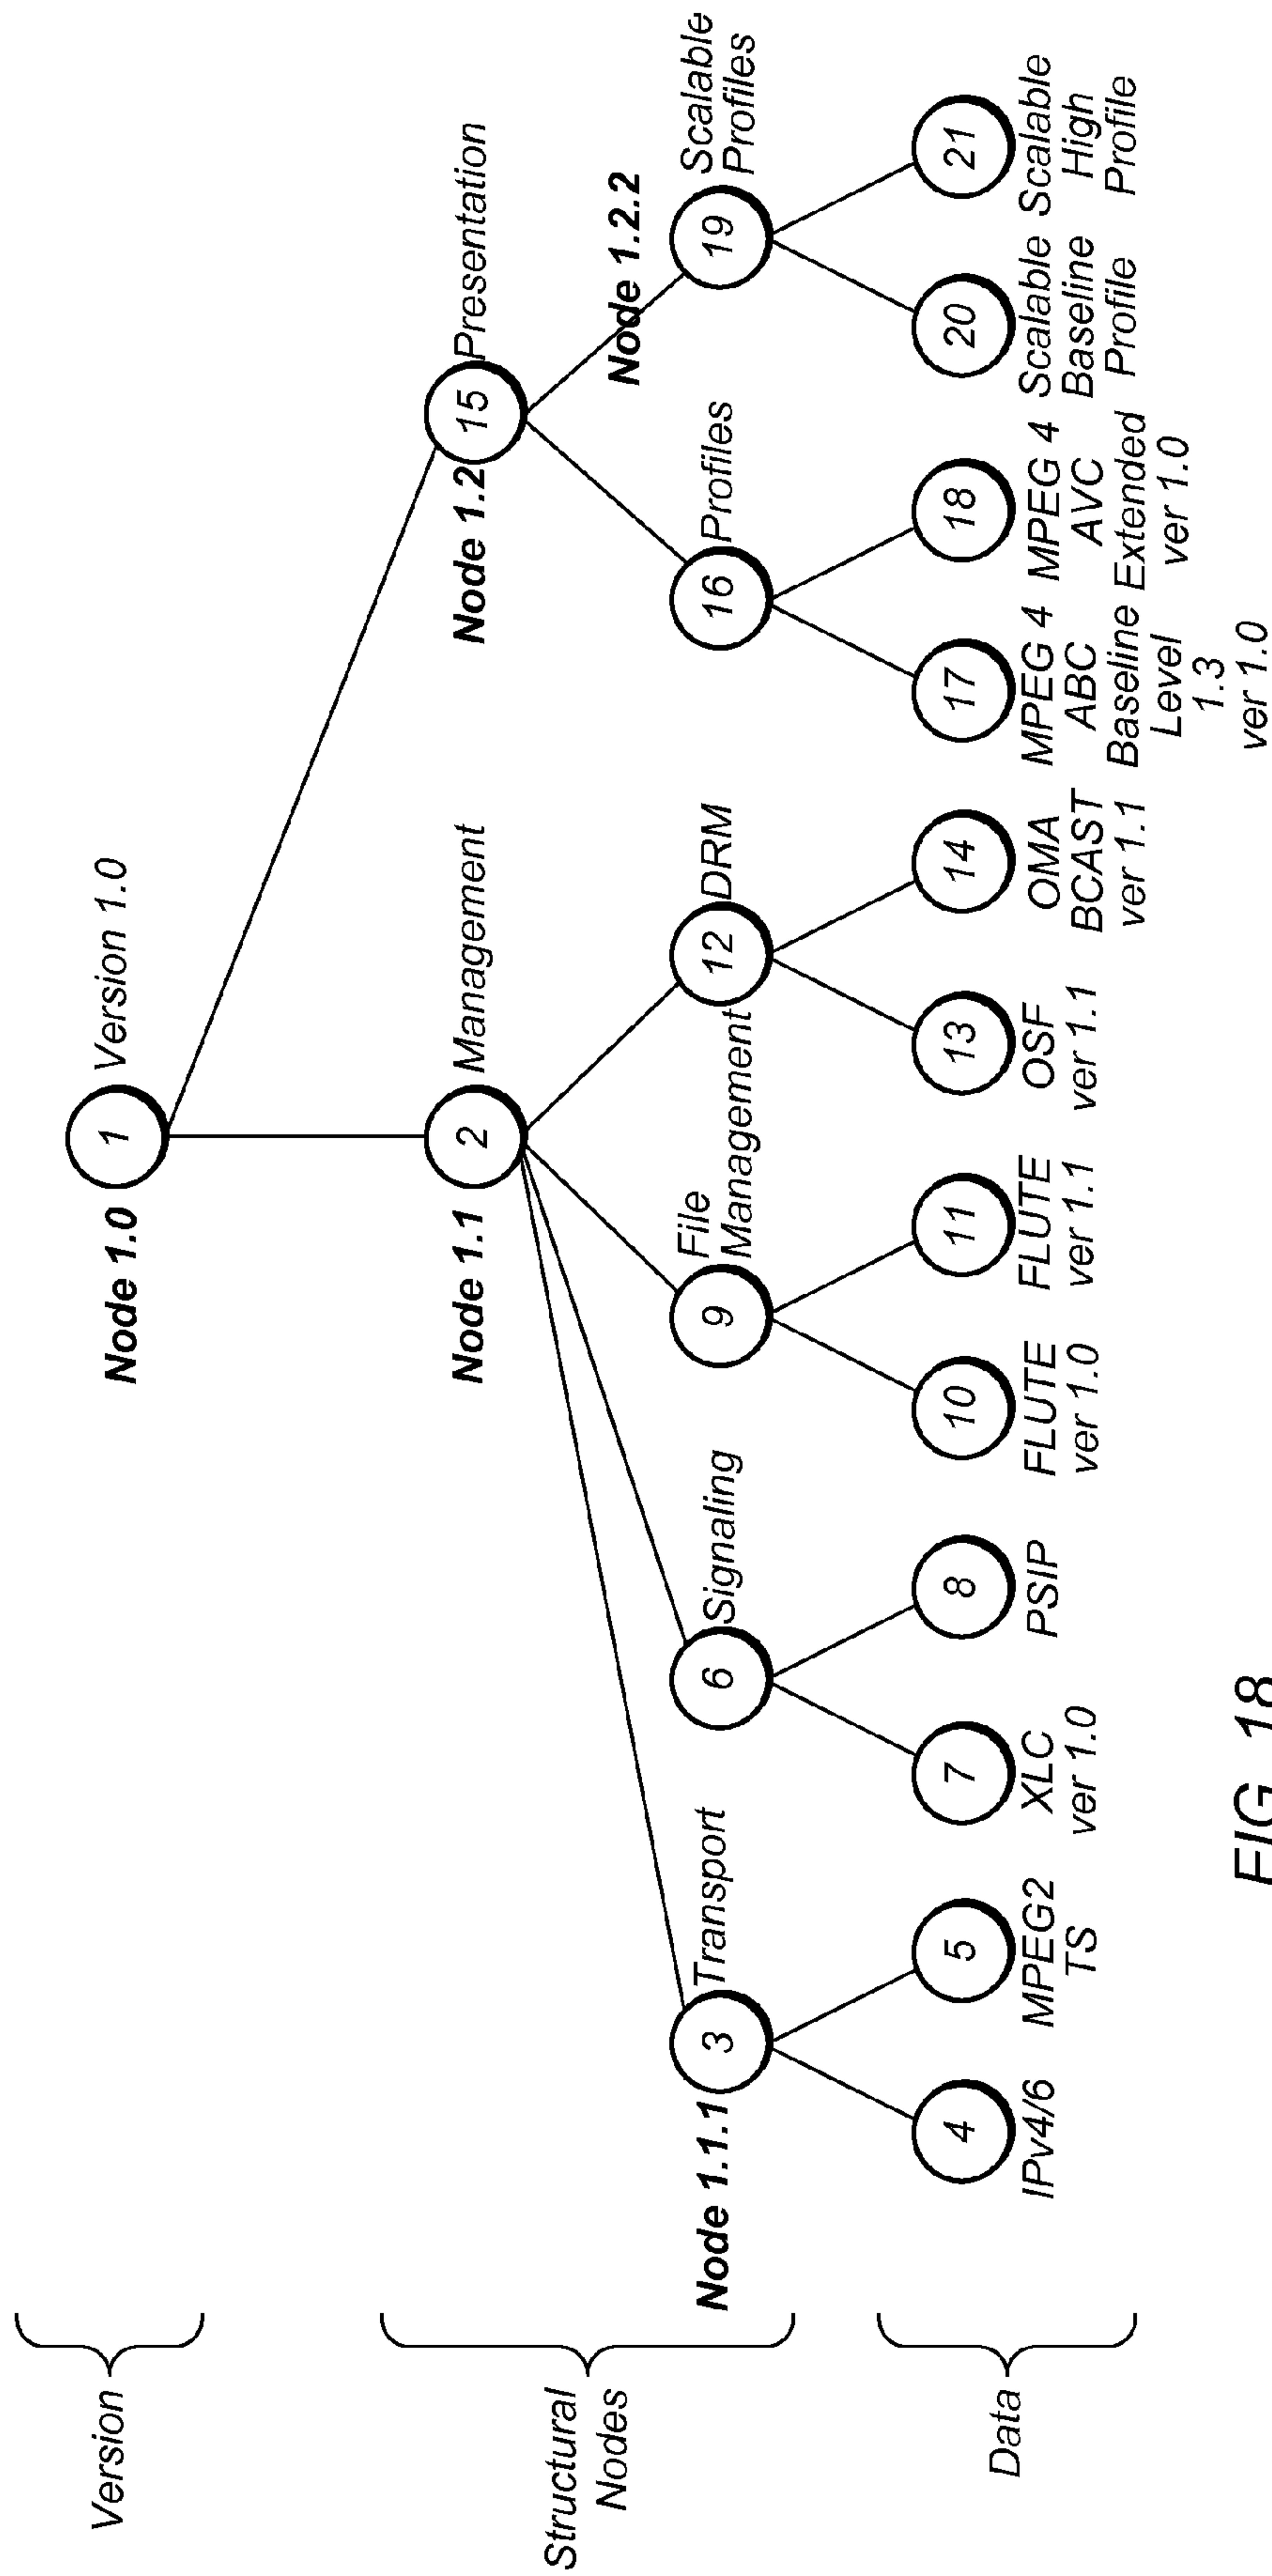 Version
Node 1.0
1
Version 1.0
Structural
Nodes
Node 1.1
2
Management
Node 1.2
15
Presentation
Node 1.1.1
3
Transport
6
Signaling
9
File
Management
12
DRM
16
Profiles
Node 1.2.2
19
Scalable
Profiles
Data
4
IPv4/6
5
MPEG2
TS
7
XLC
ver 1.0
8
PSIP
10
FLUTE
ver 1.0
11
FLUTE
ver 1.1
13
OSF
ver 1.1
14
OMA
BCAST
ver 1.1
17
MPEG 4
ABC
Baseline
Level
1.3
ver 1.0
18
MPEG 4
AVC
Extended
ver 1.0
20
Scalable
Baseline
Profile
21
Scalable
High
Profile
FIG. 18